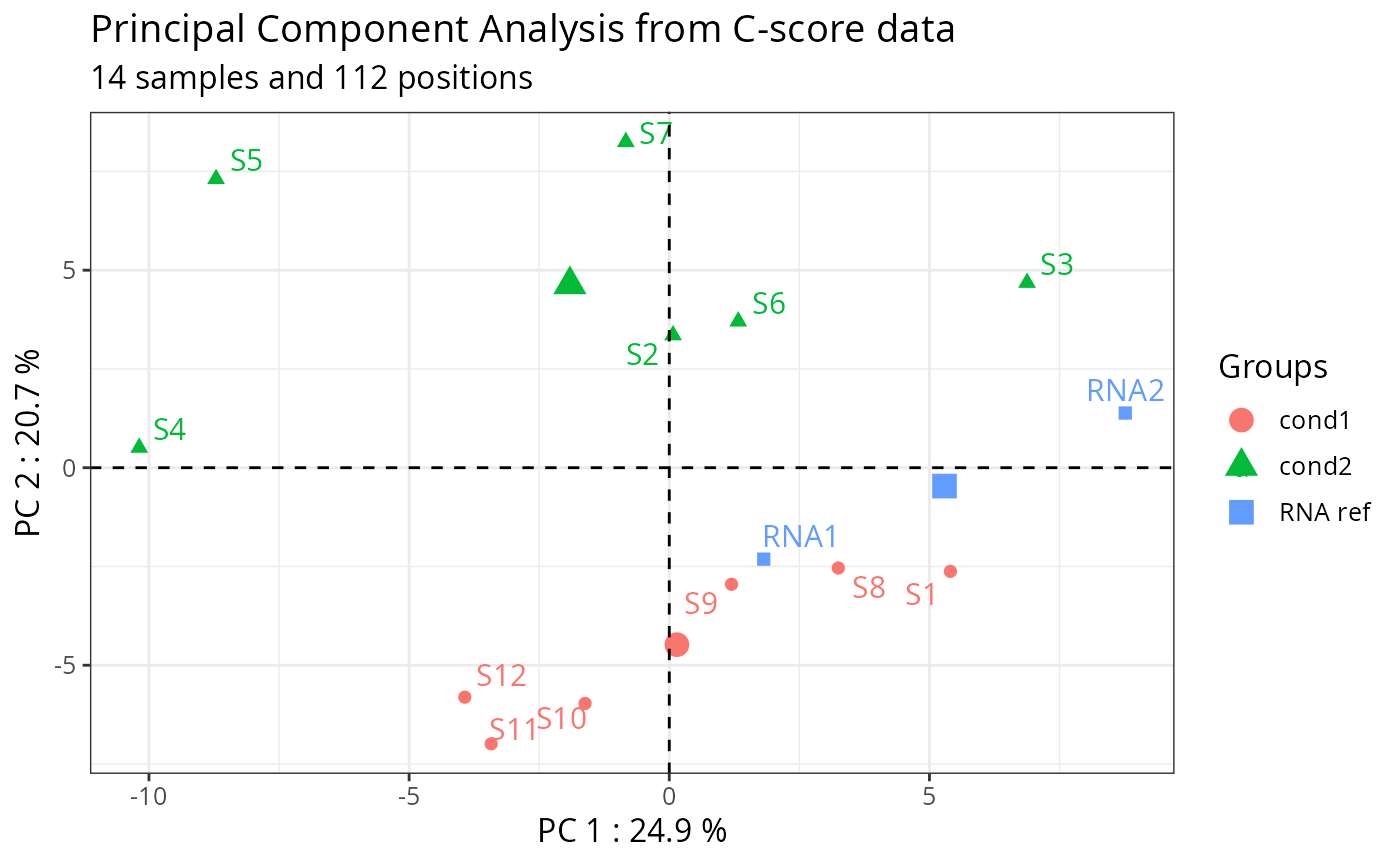 Principal Component Analysis from C-score data
14 samples and 112 positions
S7
S5
S3
S6
S2
RNA2
S4
RNA1
S8
S1
S9
S12
S11
S10
5
0
-5
-10
-5
0
5
PC 1 : 24.9 %
PC 2 : 20.7 %
Groups
cond1
cond2
RNA ref